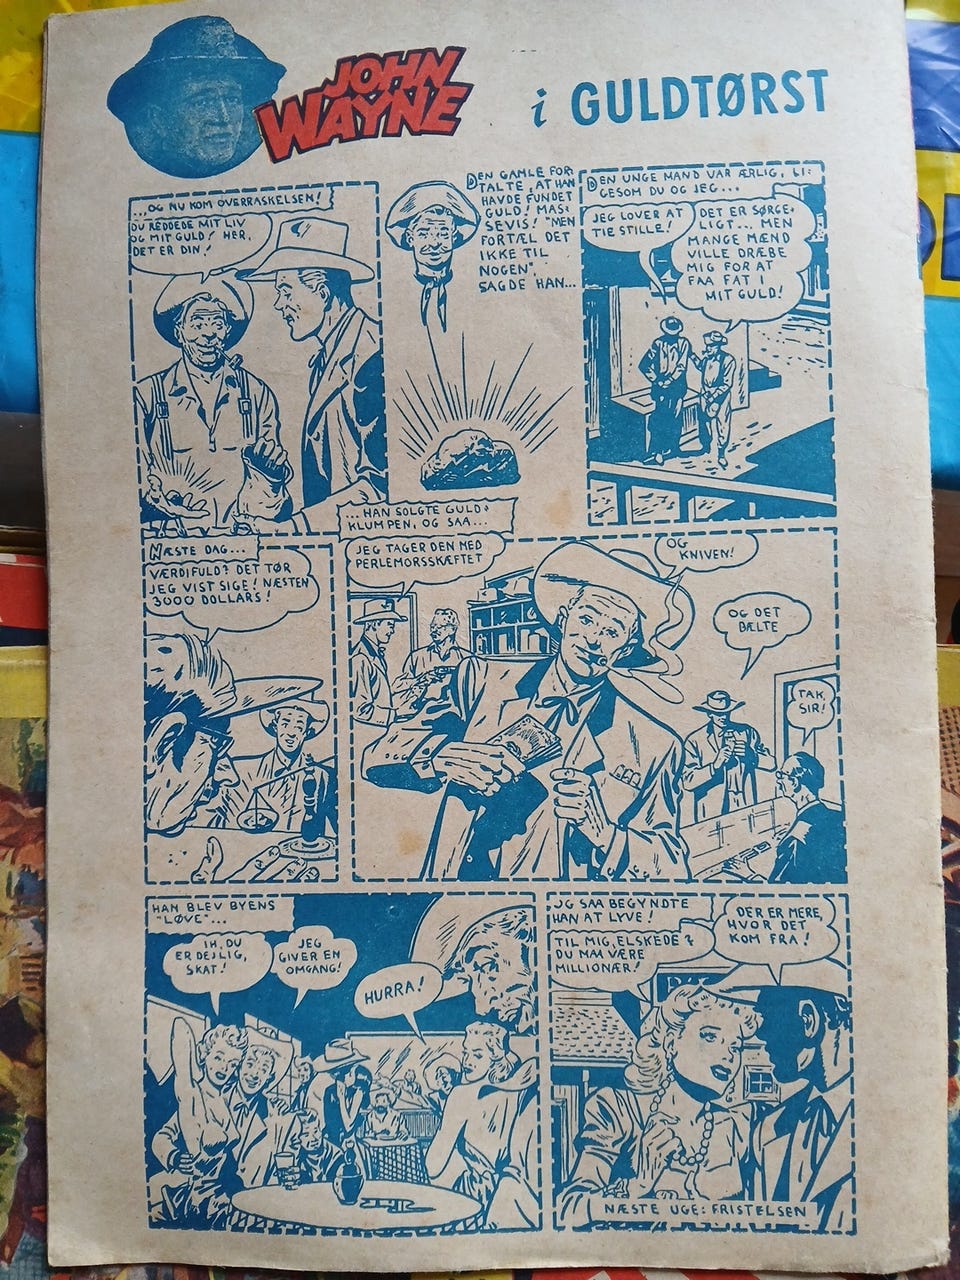 JOHN
WAYNE
i GULDTØRST
...OG NU KOM OVERRASKELSEN!
DU REDDEDE MIT LIV
OG MIT GULD! HER,
DET ER DIN!
DEN GAMLE FOR-
TALTE, AT HAN
HAVDE FUNDET
GULD! MAS-
SEVIS! "MEN
FORTÆL DET
IKKE TIL
NOGEN",
SAGDE HAN...
DEN UNGE MAND VAR ÆRLIG, LI-
GESOM DU OG JEG...
JEG LOVER AT
TIE STILLE!
DET ER SØRGE-
LIGT... MEN
MANGE MÆND
VILLE DRÆBE
MIG FOR AT
FAA FAT I
MIT GULD!
NÆSTE DAG...
VÆRDIFULD? DET TØR
JEG VIST SIGE! NÆSTEN
3000 DOLLARS!
...HAN SOLGTE GULD-
KLUMPEN, OG SAA...
JEG TAGER DEN MED
PERLEMORSSKÆFTET
OG
KNIVEN!
OG DET
BÆLTE
TAK,
SIR!
HAN BLEV BYENS
"LØVE"...
IH, DU
ER DEJLIG,
SKAT!
JEG
GIVER EN
OMGANG!
HURRA!
JG SAA BEGYNDTE
HAN AT LYVE!
TIL MIG, ELSKEDE?
DU MAA VÆRE
MILLIONÆR!
DER ER MERE,
HVOR DET
KOM FRA!
NÆSTE UGE: FRISTELSEN